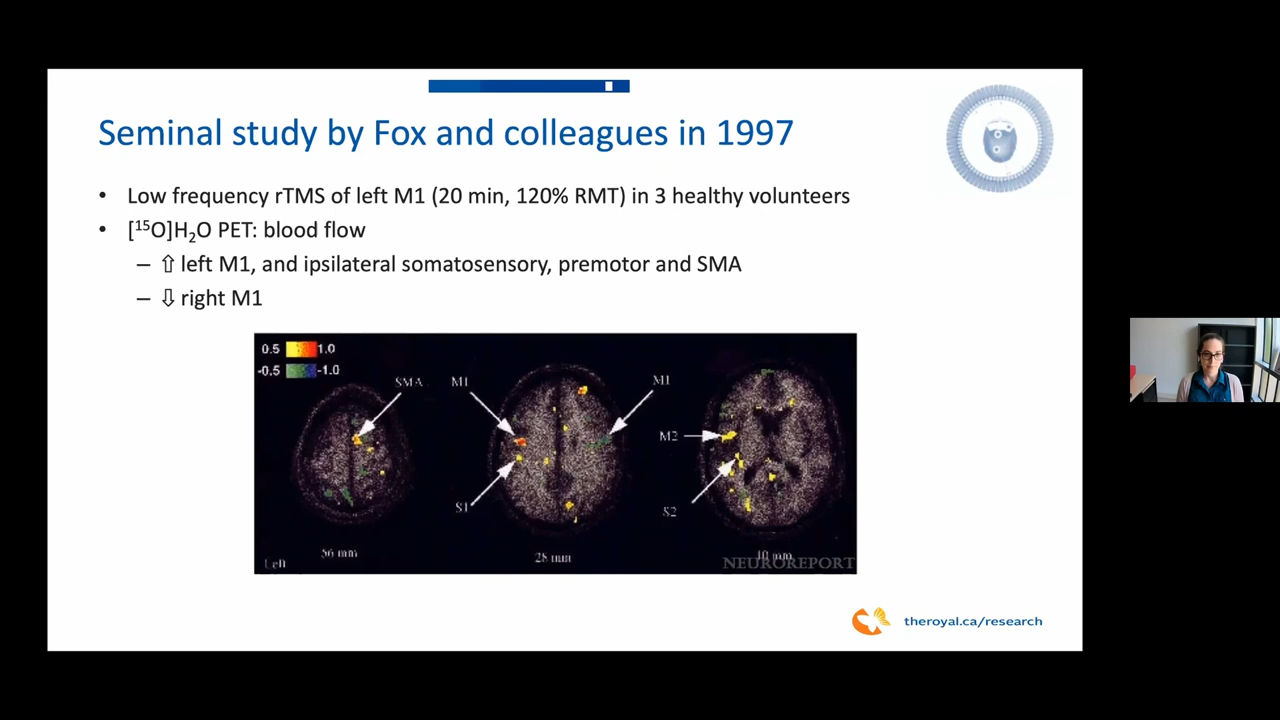 Seminal study by Fox and colleagues in 1997
• Low frequency rTMS of left M1 (20 min, 120% RMT) in 3 healthy volunteers
• [¹⁵O]H₂O PET: blood flow
– ⇧ left M1, and ipsilateral somatosensory, premotor and SMA
– ⇩ right M1
0.5 1.0
-0.5 -1.0
SMA M1 M1
M2
S1 S2
56 mm 28 mm 10 mm
Left NEUROREPORT
theroyal.ca/research